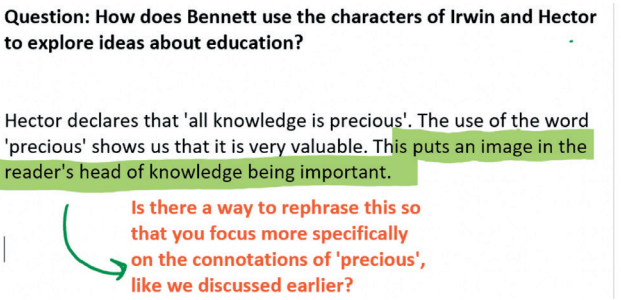 Question: How does Bennett use the characters of Irwin and Hector
to explore ideas about education?
Hector declares that 'all knowledge is precious'. The use of the word
'precious' shows us that it is very valuable. This puts an image in the
reader's head of knowledge being important.
Is there a way to rephrase this so
that you focus more specifically
on the connotations of 'precious',
like we discussed earlier?